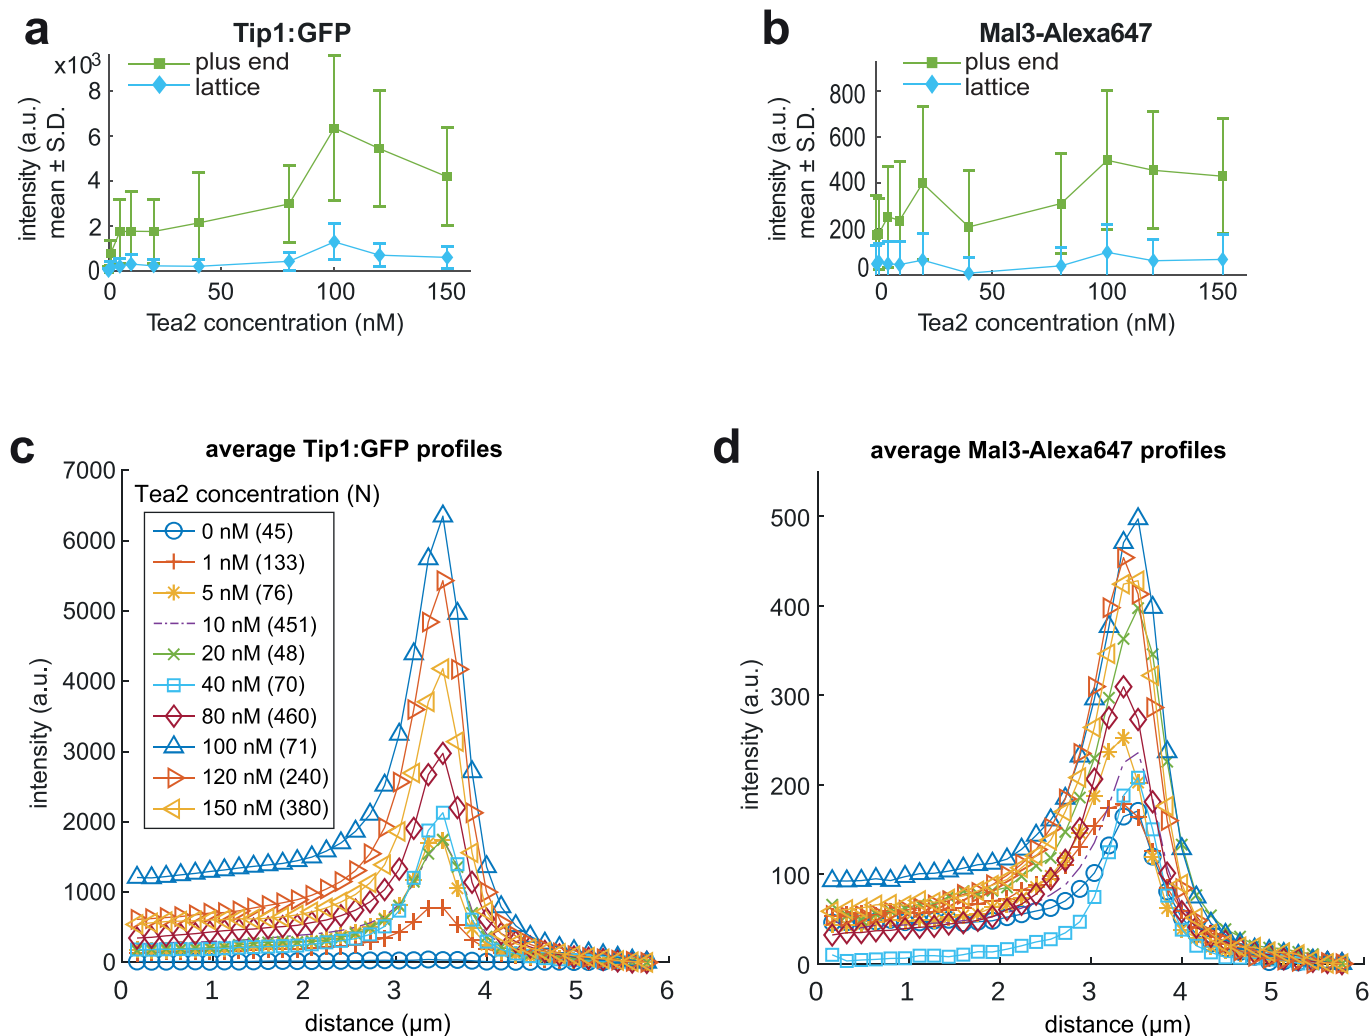 a
Tip1:GFP
x10³
plus end
lattice
8
6
4
2
0
intensity (a.u.)
mean ± S.D.
0
50
100
150
Tea2 concentration (nM)
b
Mal3-Alexa647
plus end
lattice
800
600
400
200
0
intensity (a.u.)
mean ± S.D.
0
50
100
150
Tea2 concentration (nM)
c
average Tip1:GFP profiles
7000
6000
5000
4000
3000
2000
1000
0
intensity (a.u.)
Tea2 concentration (N)
0 nM (45)
1 nM (133)
5 nM (76)
10 nM (451)
20 nM (48)
40 nM (70)
80 nM (460)
100 nM (71)
120 nM (240)
150 nM (380)
0
1
2
3
4
5
6
distance (µm)
d
average Mal3-Alexa647 profiles
500
400
300
200
100
0
intensity (a.u.)
0
1
2
3
4
5
6
distance (µm)